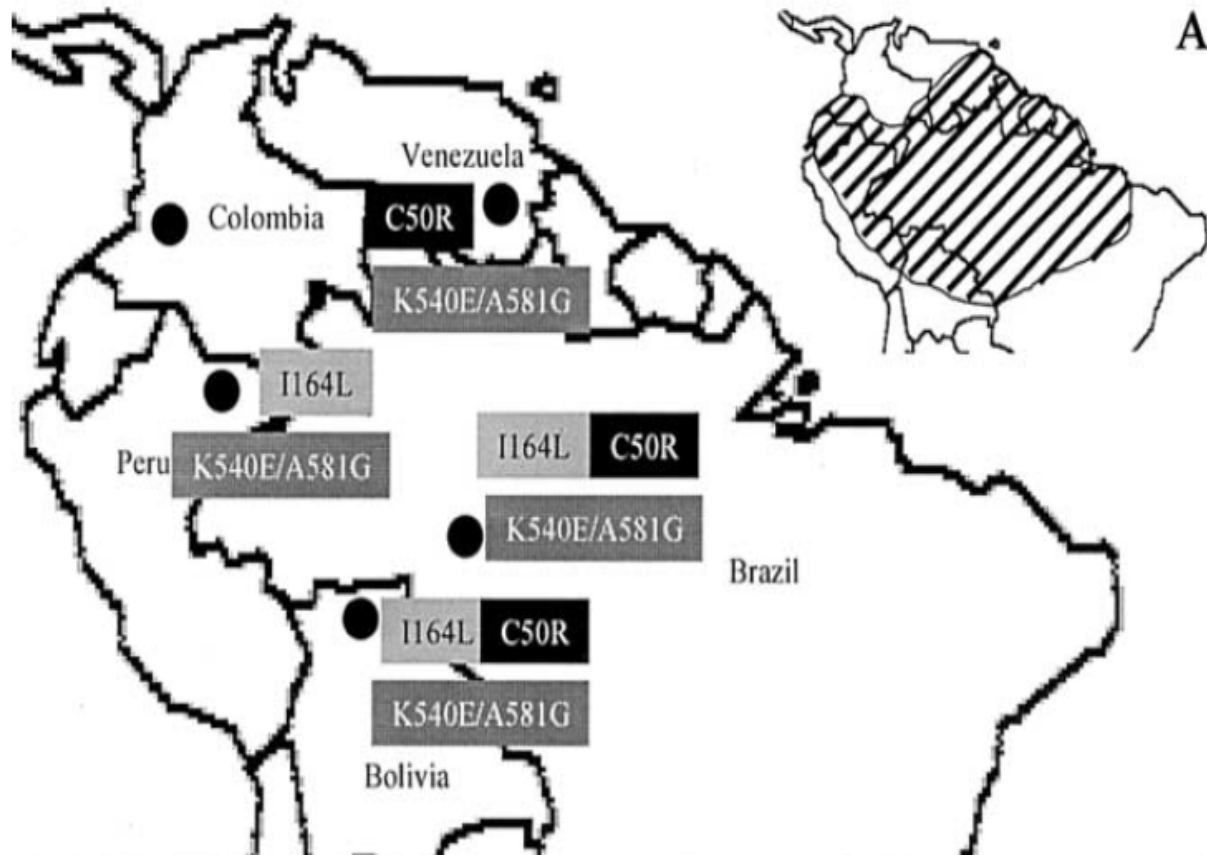 A
Venezuela
Colombia
C50R
K540E/A581G
I164L
Peru
K540E/A581G
I164L C50R
K540E/A581G
Brazil
I164L C50R
K540E/A581G
Bolivia